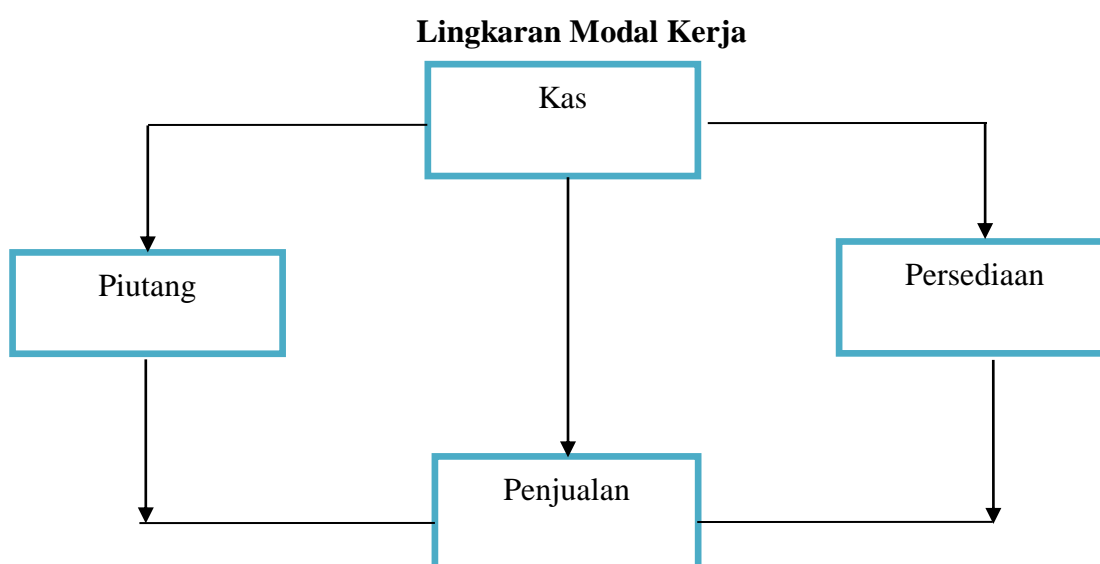 Lingkaran Modal Kerja
Kas
Piutang
Persediaan
Penjualan